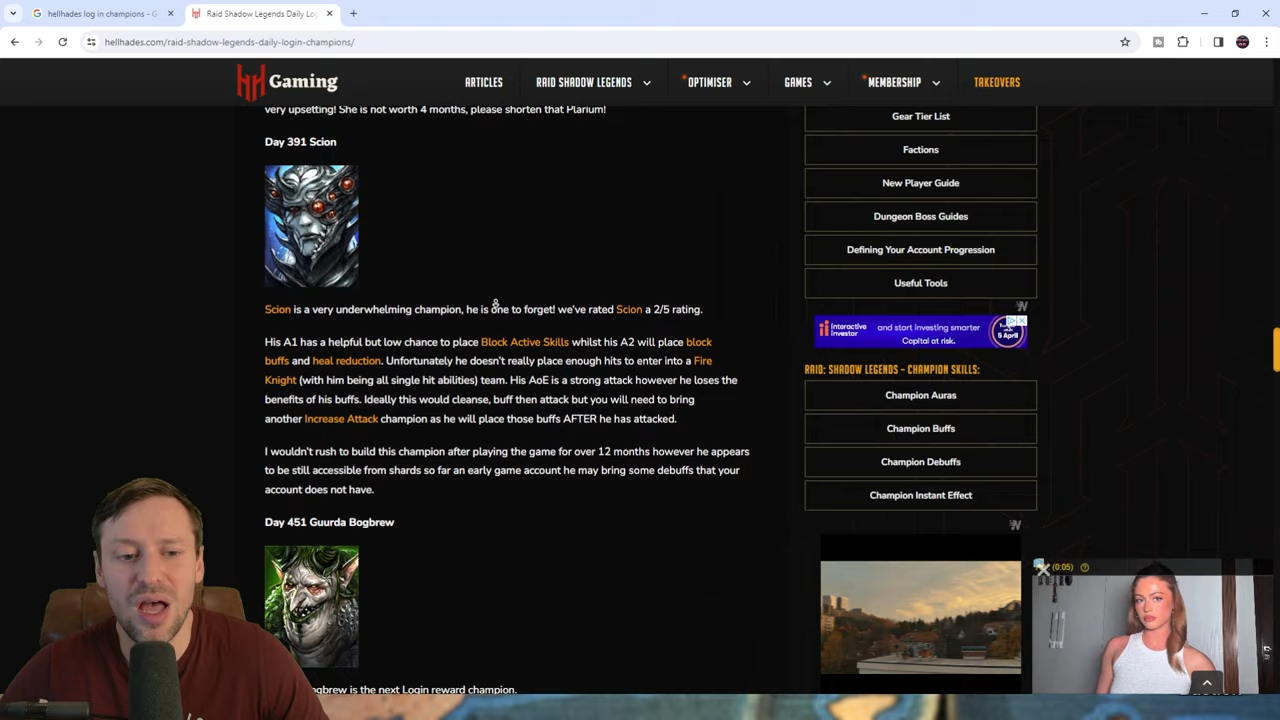 hellhades log in champions - G
Raid Shadow Legends Daily Log
hellhades.com/raid-shadow-legends-daily-login-champions/
Gaming
ARTICLES
RAID SHADOW LEGENDS
OPTIMISER
GAMES
MEMBERSHIP
TAKEOVERS
very upsetting! She is not worth 4 months, please shorten that Plarium!
Day 391 Scion
Scion is a very underwhelming champion, he is one to forget! we've rated Scion a 2/5 rating.
His A1 has a helpful but low chance to place Block Active Skills whilst his A2 will place block
buffs and heal reduction. Unfortunately he doesn't really place enough hits to enter into a Fire
Knight (with him being all single hit abilities) team. His AoE is a strong attack however he loses the
benefits of his buffs. Ideally this would cleanse, buff then attack but you will need to bring
another Increase Attack champion as he will place those buffs AFTER he has attacked.
I wouldn't rush to build this champion after playing the game for over 12 months however he appears
to be still accessible from shards so far an early game account he may bring some debuffs that your
account does not have.
Day 451 Guurda Bogbrew
ogbrew is the next Login reward champion.
Gear Tier List
Factions
New Player Guide
Dungeon Boss Guides
Defining Your Account Progression
Useful Tools
interactive
investor
and start investing smarter
Capital at risk.
5 April
RAID: SHADOW LEGENDS - CHAMPION SKILLS:
Champion Auras
Champion Buffs
Champion Debuffs
Champion Instant Effect
(0:05)